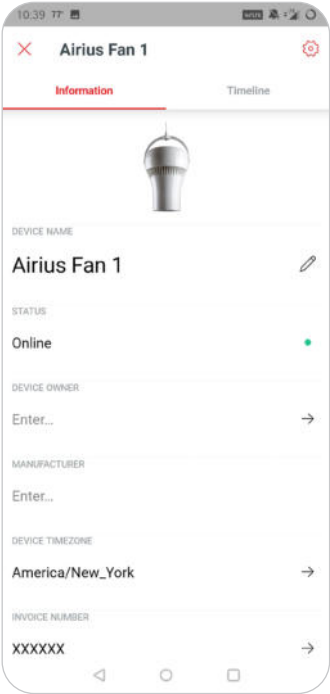 10:39
Airius Fan 1
Information Timeline
DEVICE NAME
Airius Fan 1
STATUS
Online
DEVICE OWNER
Enter...
MANUFACTURER
Enter...
DEVICE TIMEZONE
America/New_York
INVOICE NUMBER
XXXXXX